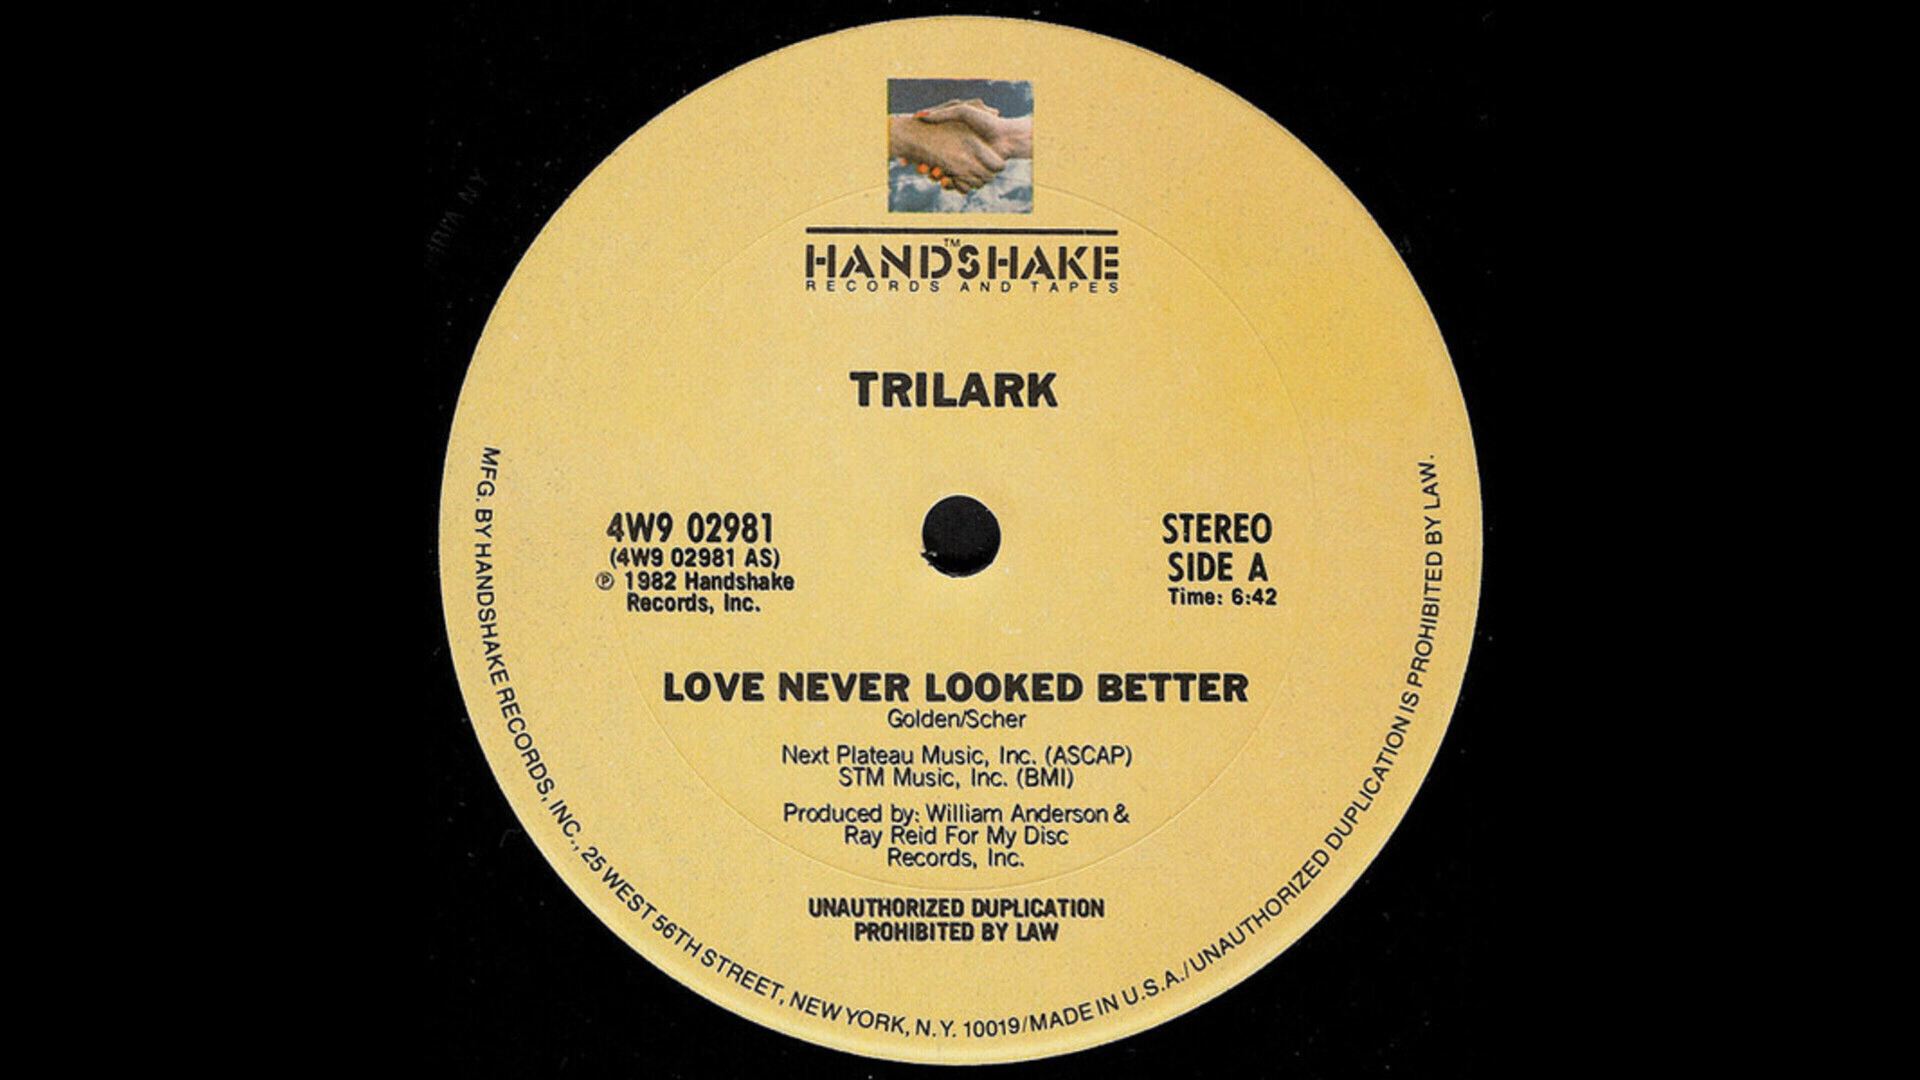 TM
HANDSHAKE
RECORDS AND TAPES
TRILARK
4W9 02981
(4W9 02981 AS)
℗ 1982 Handshake
Records, Inc.
STEREO
SIDE A
Time: 6:42
LOVE NEVER LOOKED BETTER
Golden/Scher
Next Plateau Music, Inc. (ASCAP)
STM Music, Inc. (BMI)
Produced by: William Anderson &
Ray Reid For My Disc
Records, Inc.
UNAUTHORIZED DUPLICATION
PROHIBITED BY LAW
MFG. BY HANDSHAKE RECORDS, INC., 25 WEST 56TH STREET, NEW YORK, N.Y. 10019/MADE IN U.S.A./UNAUTHORIZED DUPLICATION IS PROHIBITED BY LAW.